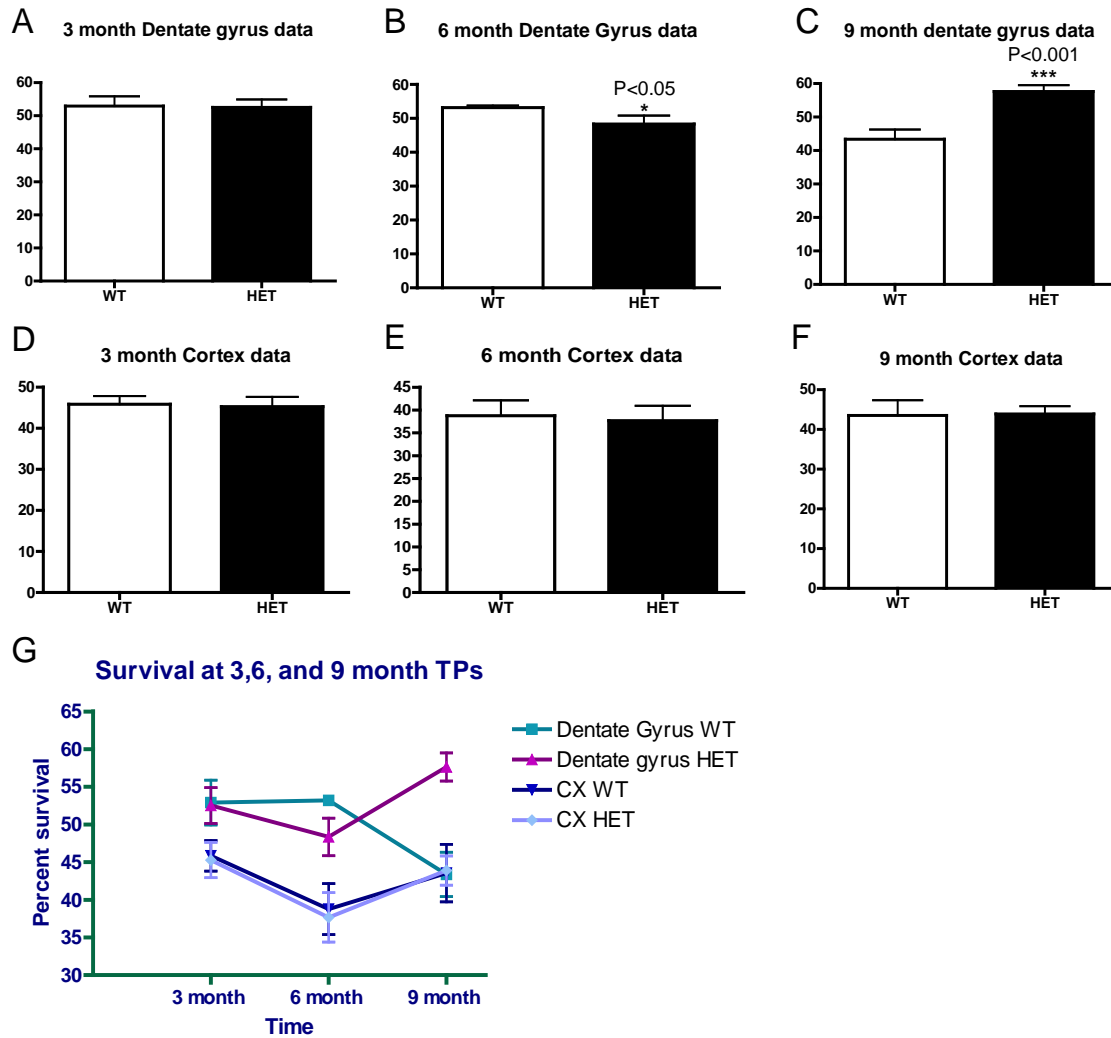 A
3 month Dentate gyrus data
60
50
40
30
20
10
0
WT
HET
B
6 month Dentate Gyrus data
P<0.05
*
60
50
40
30
20
10
0
WT
HET
C
9 month dentate gyrus data
P<0.001
***
60
50
40
30
20
10
0
WT
HET
D
3 month Cortex data
50
40
30
20
10
0
WT
HET
E
6 month Cortex data
45
40
35
30
25
20
15
10
5
0
WT
HET
F
9 month Cortex data
50
40
30
20
10
0
WT
HET
G
Survival at 3,6, and 9 month TPs
Percent survival
65
60
55
50
45
40
35
30
3 month
6 month
9 month
Time
Dentate Gyrus WT
Dentate gyrus HET
CX WT
CX HET